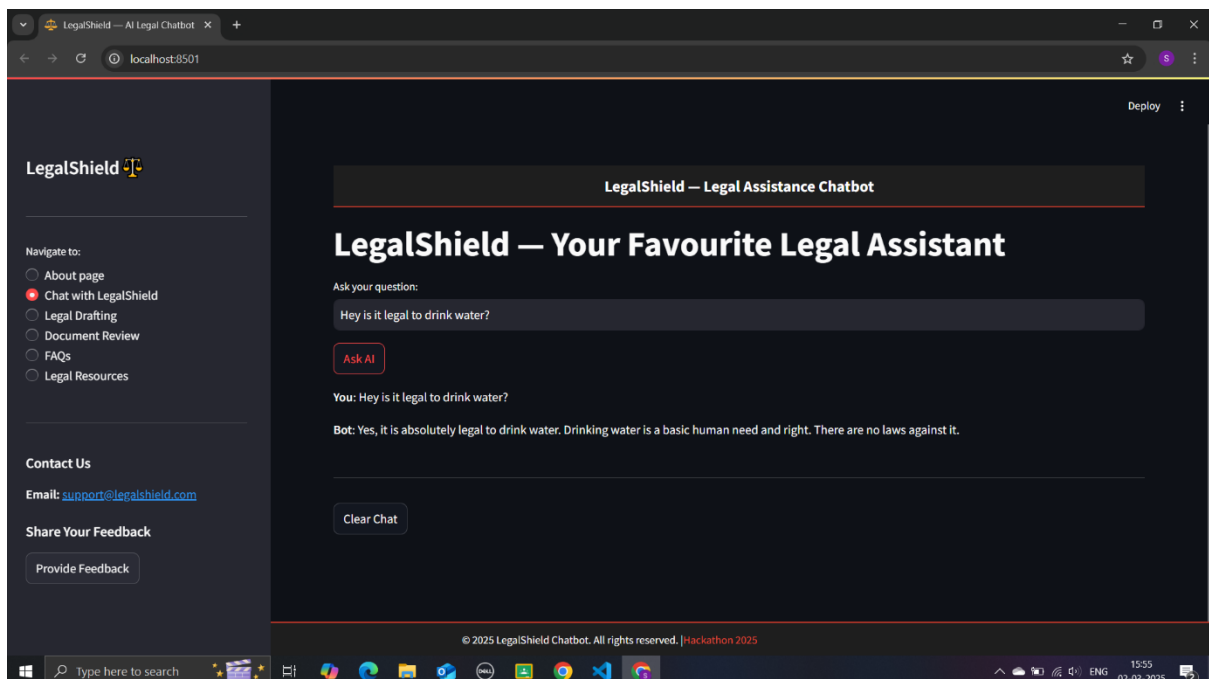 LegalShield — AI Legal Chatbot
localhost:8501
S
Deploy
LegalShield
Navigate to:
About page
Chat with LegalShield
Legal Drafting
Document Review
FAQs
Legal Resources
Contact Us
Email: support@legalshield.com
Share Your Feedback
Provide Feedback
LegalShield — Legal Assistance Chatbot
LegalShield — Your Favourite Legal Assistant
Ask your question:
Hey is it legal to drink water?
Ask AI
You: Hey is it legal to drink water?
Bot: Yes, it is absolutely legal to drink water. Drinking water is a basic human need and right. There are no laws against it.
Clear Chat
© 2025 LegalShield Chatbot. All rights reserved. |Hackathon 2025
Type here to search
DELL
ENG
15:55
02-03-2025
2